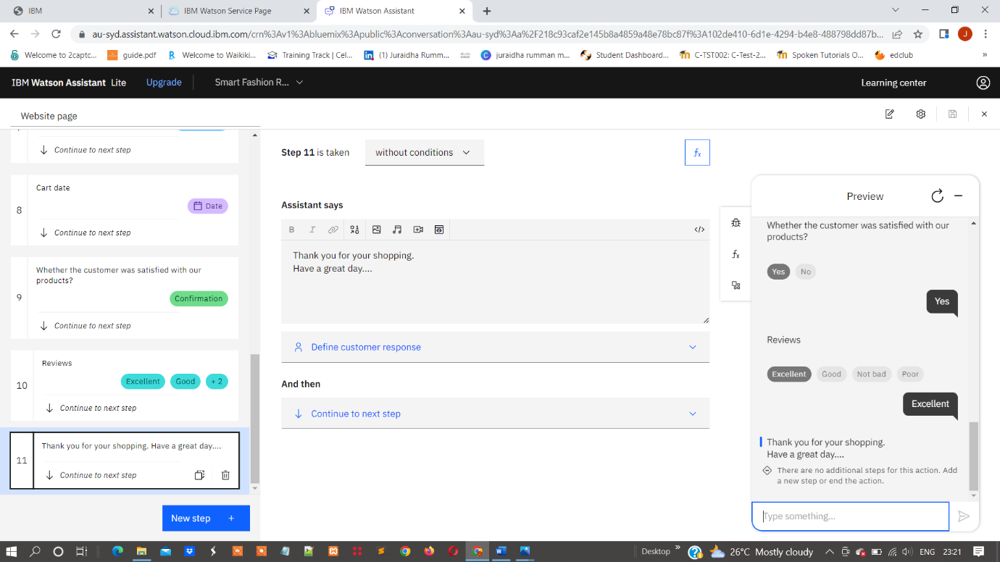 IBM
IBM Watson Service Page
IBM Watson Assistant
au-syd.assistant.watson.cloud.ibm.com/crn%3Av1%3Abluemix%3Apublic%3Aconversation%3Aau-syd%3Aa%2F218c93caf2e145b8a4859a48e78bc87f%3A102de410-6d1e-4294-b4e8-488798dd87b...
J
Welcome to 2captc...
guide.pdf
Welcome to Waikiki...
Training Track | Cel...
(1) Juraidha Rumm...
juraidha rumman m...
Student Dashboard...
C-TST002: C-Test-2...
Spoken Tutorials O...
edclub
»
IBM Watson Assistant Lite
Upgrade
Smart Fashion R...
Learning center
Website page
Continue to next step
8
Cart date
Date
Continue to next step
9
Whether the customer was satisfied with our
products?
Confirmation
Continue to next step
10
Reviews
Excellent
Good
+ 2
Continue to next step
11
Thank you for your shopping. Have a great day....
Continue to next step
New step +
Step 11 is taken
without conditions
fx
Assistant says
B
I
</>
Thank you for your shopping.
Have a great day....
Define customer response
And then
Continue to next step
fx
Preview
Whether the customer was satisfied with our
products?
Yes
No
Yes
Reviews
Excellent
Good
Not bad
Poor
Excellent
Thank you for your shopping.
Have a great day....
There are no additional steps for this action. Add
a new step or end the action.
Type something...
Desktop
»
26°C Mostly cloudy
ENG
23:21